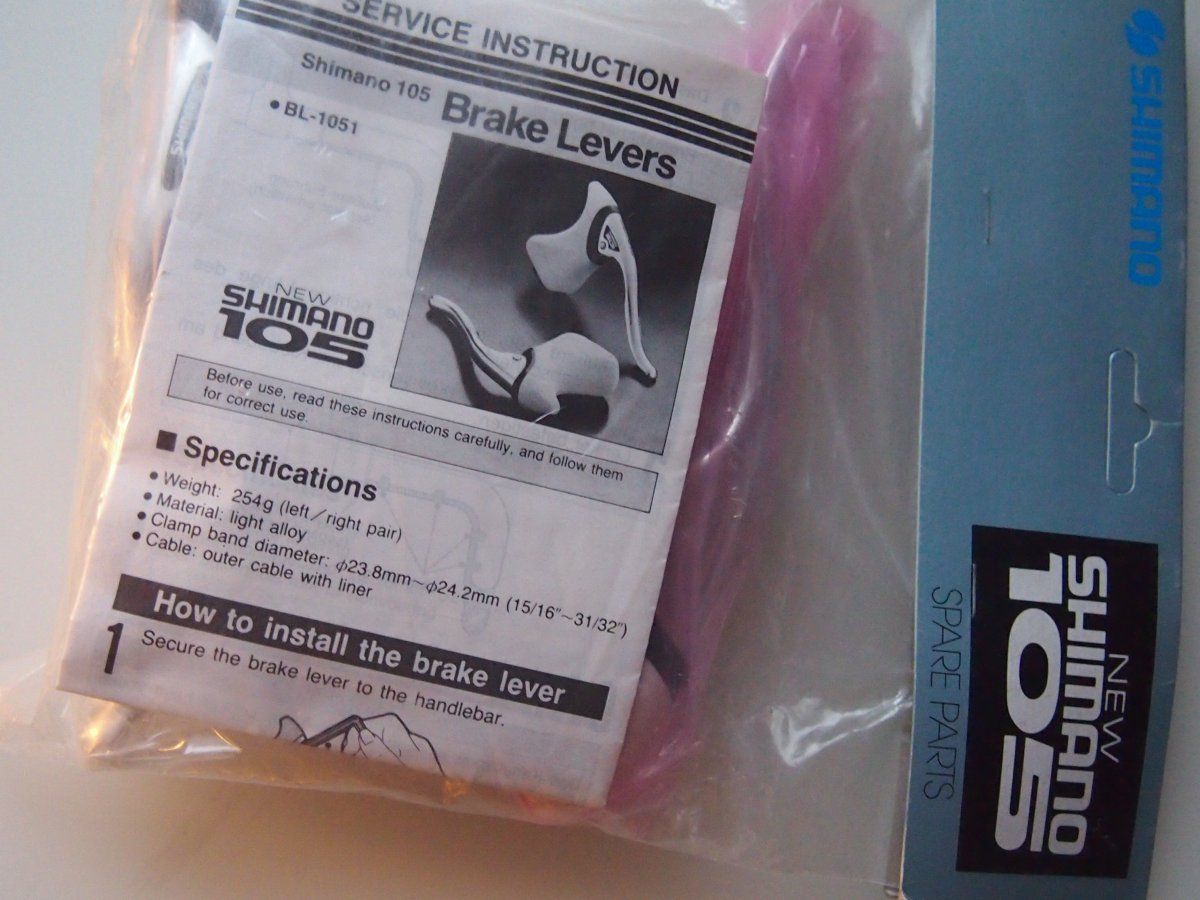 SERVICE INSTRUCTION
Shimano 105
Brake Levers
• BL-1051
NEW
SHIMANO
105
Before use, read these instructions carefully, and follow them
for correct use.
■ Specifications
• Weight: 254g (left/right pair)
• Material: light alloy
• Clamp band diameter: φ23.8mm~φ24.2mm (15/16"~31/32")
• Cable: outer cable with liner
How to install the brake lever
1 Secure the brake lever to the handlebar.
SHIMANO
NEW
SHIMANO
105
SPARE PARTS